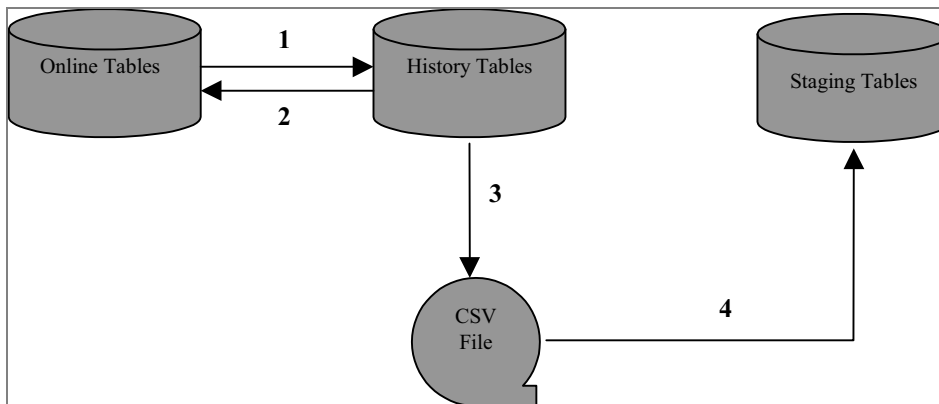 1
Online Tables
History Tables
Staging Tables
2
3
CSV
File
4